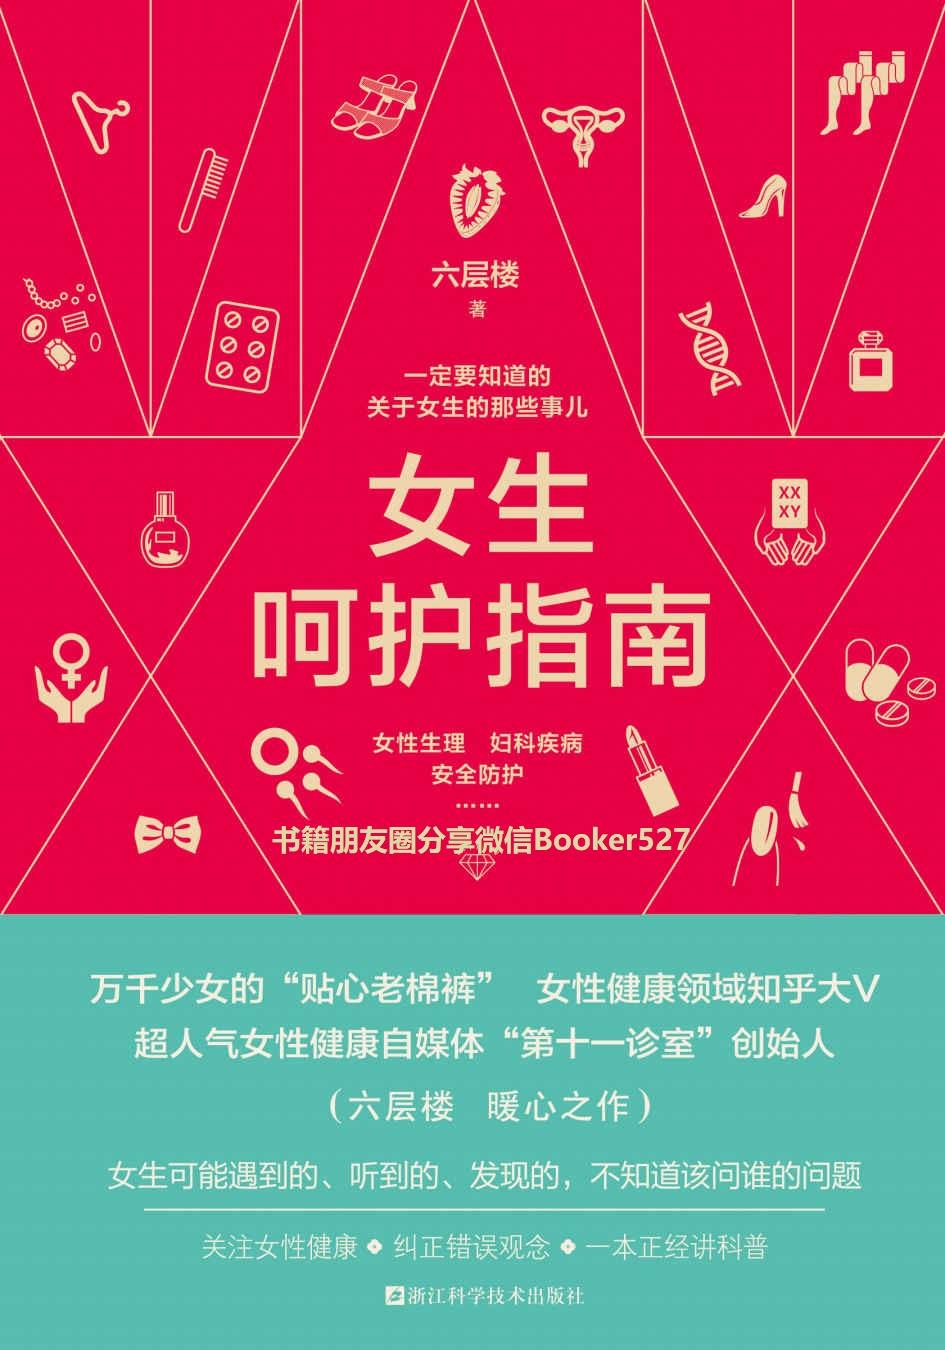 XX
XY
六层楼
著
一定要知道的
关于女生的那些事儿
女生
呵护指南
女性生理 妇科疾病
安全防护
……
书籍朋友圈分享微信Booker527
万千少女的“贴心老棉裤” 女性健康领域知乎大V
超人气女性健康自媒体“第十一诊室”创始人
(六层楼 暖心之作)
女生可能遇到的、听到的、发现的，不知道该问谁的问题
关注女性健康 纠正错误观念 一本正经讲科普
浙江科学技术出版社